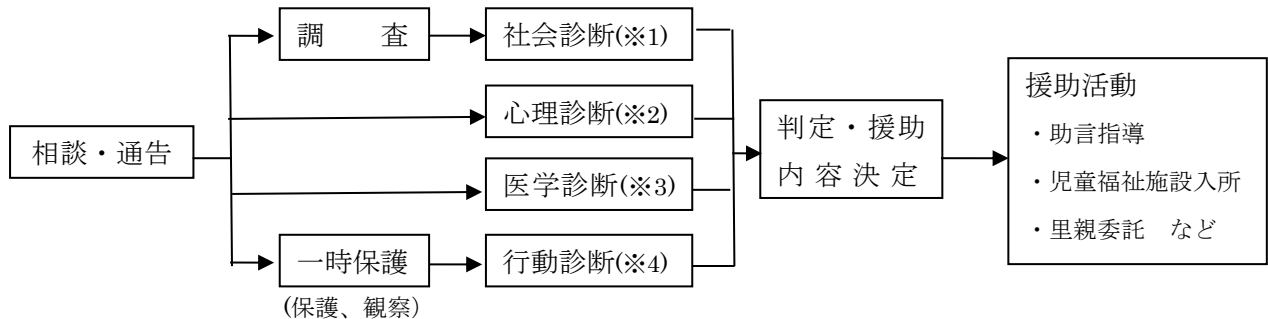 相談・通告
調　　査
社会診断(※1)
心理診断(※2)
医学診断(※3)
一時保護
(保護、観察)
行動診断(※4)
判定・援助
内 容 決 定
援助活動
・助言指導
・児童福祉施設入所
・里親委託　など